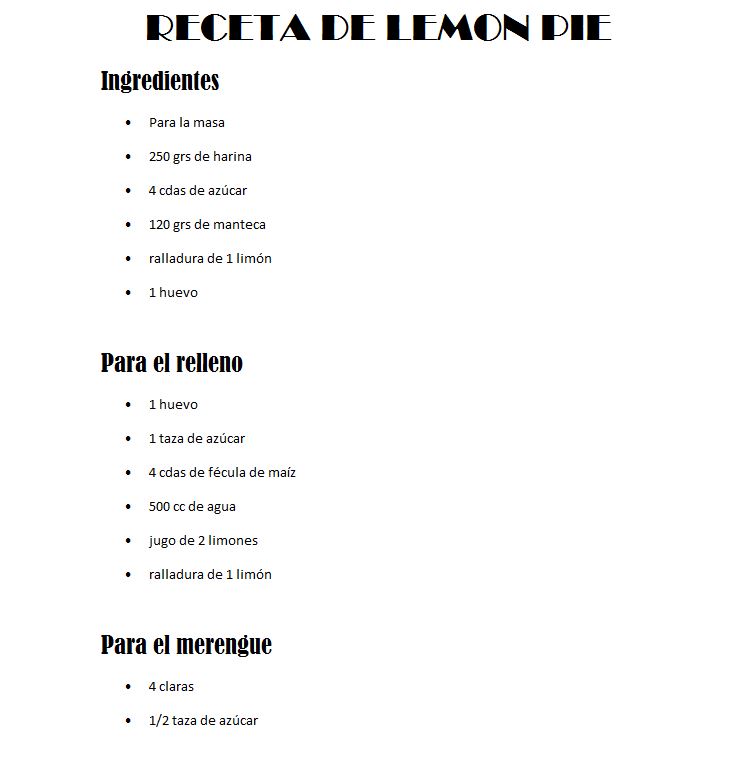 RECETA DE LEMON PIE
Ingredientes
• Para la masa
• 250 grs de harina
• 4 cdas de azúcar
• 120 grs de manteca
• ralladura de 1 limón
• 1 huevo
Para el relleno
• 1 huevo
• 1 taza de azúcar
• 4 cdas de fécula de maíz
• 500 cc de agua
• jugo de 2 limones
• ralladura de 1 limón
Para el merengue
• 4 claras
• 1/2 taza de azúcar